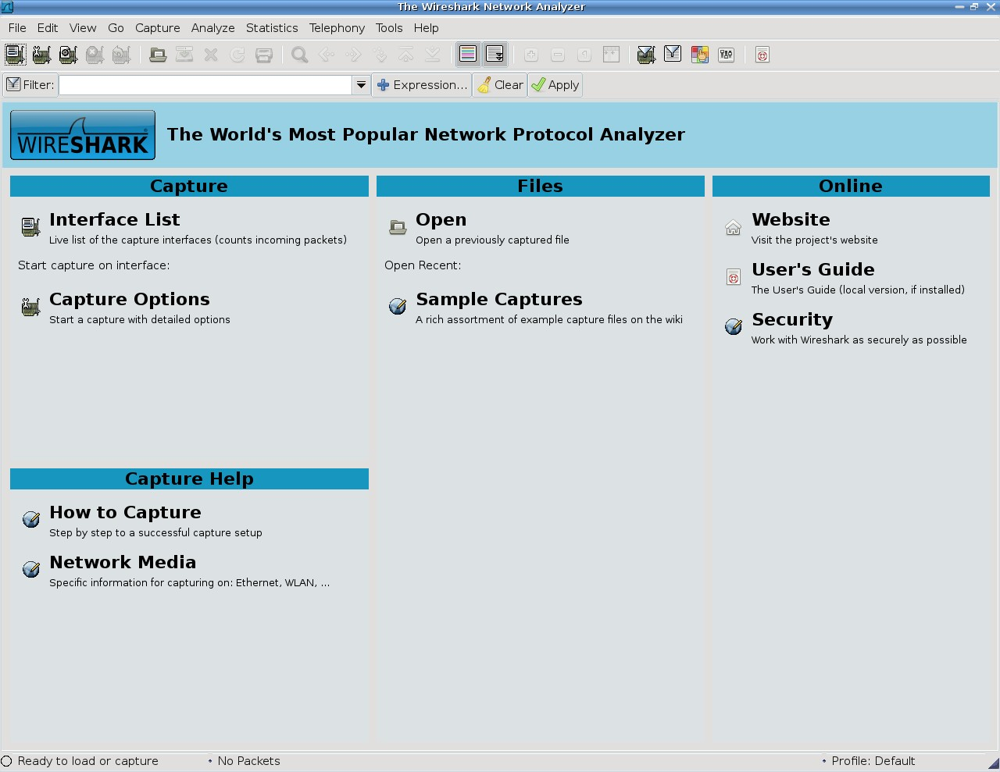 The Wireshark Network Analyzer
File Edit View Go Capture Analyze Statistics Telephony Tools Help
Filter: Expression... Clear Apply
WIRESHARK
The World's Most Popular Network Protocol Analyzer
Capture
Interface List
Live list of the capture interfaces (counts incoming packets)
Start capture on interface:
Capture Options
Start a capture with detailed options
Capture Help
How to Capture
Step by step to a successful capture setup
Network Media
Specific information for capturing on: Ethernet, WLAN, ...
Files
Open
Open a previously captured file
Open Recent:
Sample Captures
A rich assortment of example capture files on the wiki
Online
Website
Visit the project's website
User's Guide
The User's Guide (local version, if installed)
Security
Work with Wireshark as securely as possible
Ready to load or capture
No Packets
Profile: Default